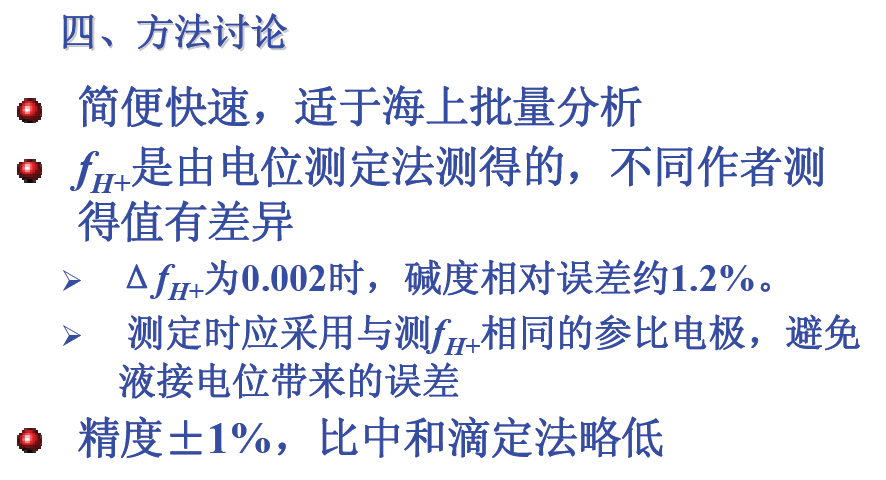 四、方法讨论
简便快速，适于海上批量分析
fH+是由电位测定法测得的，不同作者测
得值有差异
ΔfH+为0.002时，碱度相对误差约1.2%。
测定时应采用与测fH+相同的参比电极，避免
液接电位带来的误差
精度±1%，比中和滴定法略低